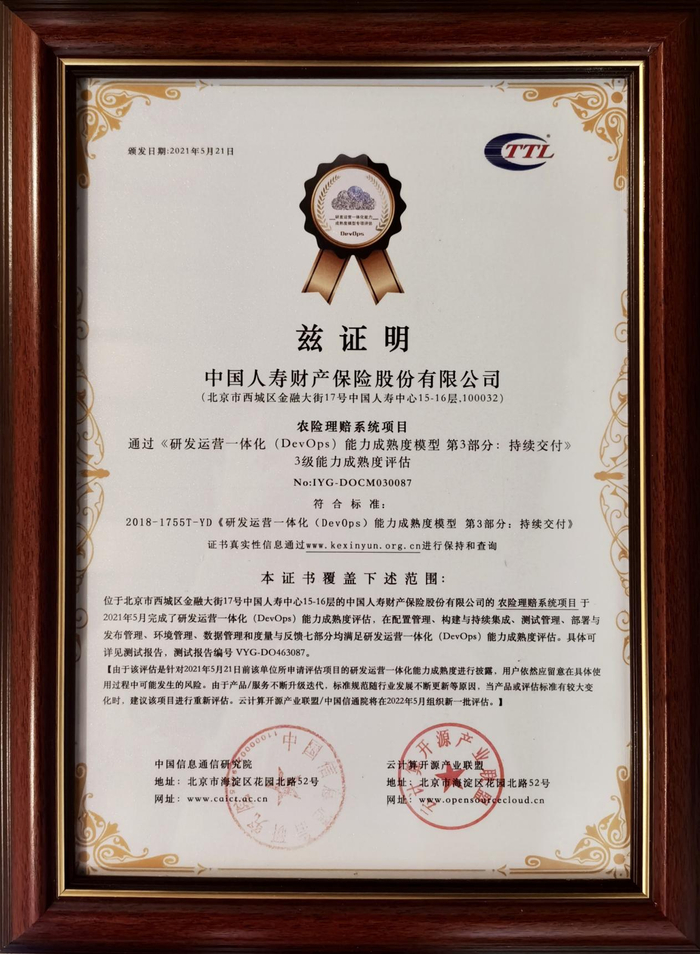 颁发日期:2021年5月21日
TTL
研发运营一体化能力
成熟度模型专项评估
DevOps
兹证明
中国人寿财产保险股份有限公司
（北京市西城区金融大街17号中国人寿中心15-16层,100032）
农险理赔系统项目
通过《研发运营一体化（DevOps）能力成熟度模型 第3部分：持续交付》
3级能力成熟度评估
No:IYG-DOCM030087
符合标准：
2018-1755T-YD《研发运营一体化（DevOps）能力成熟度模型 第3部分：持续交付》
证书真实性信息通过www.kexinyun.org.cn进行保持和查询
本证书覆盖下述范围：
位于北京市西城区金融大街17号中国人寿中心15-16层的中国人寿财产保险股份有限公司的 农险理赔系统项目 于
2021年5月完成了研发运营一体化（DevOps）能力成熟度评估，在配置管理、构建与持续集成、测试管理、部署与
发布管理、环境管理、数据管理和度量与反馈七部分均满足研发运营一体化（DevOps）能力成熟度评估。具体可
详见测试报告，测试报告编号 VYG-DO463087。
【由于该评估是针对2021年5月21日前该单位所申请评估项目的研发运营一体化能力成熟度进行披露，用户依然应留意在具体使
用过程中可能发生的风险。由于产品/服务不断升级迭代，标准规范随行业发展不断更新等原因，当产品或评估标准有较大变
化时，建议该项目进行重新评估。云计算开源产业联盟/中国信通院将在2022年5月组织新一批评估。】
中国信息通信研究院
地址：北京市海淀区花园北路52号
网址：www.caict.ac.cn
云计算开源产业联盟
地址：北京市海淀区花园北路52号
网址：www.opensourcecloud.cn
云计算开源产业联盟